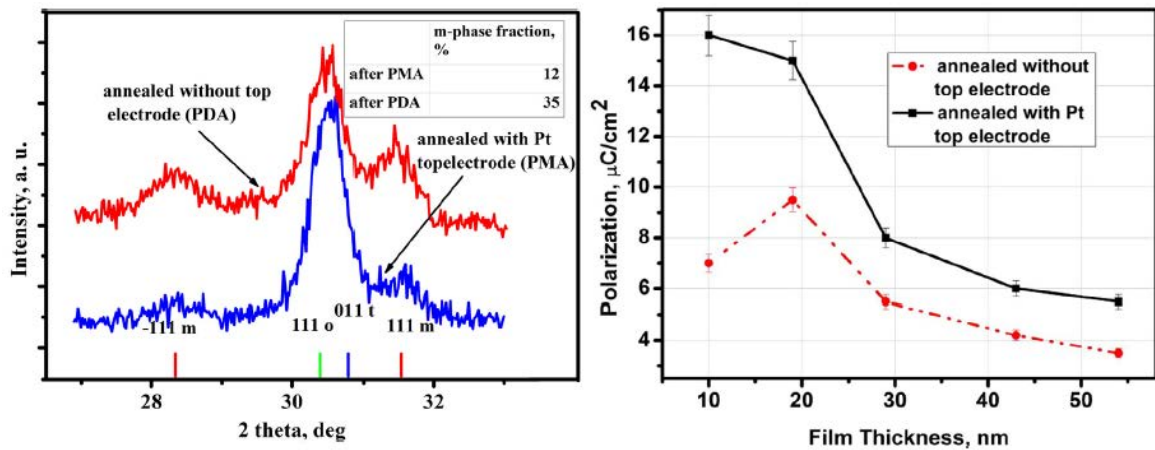 m-phase fraction,
%
after PMA 12
after PDA 35
annealed without top
electrode (PDA)
annealed with Pt
topelectrode (PMA)
Intensity, a. u.
-111 m
111 o
011 t
111 m
28 30 32
2 theta, deg
16
14
12
10
8
6
4
Polarization, μC/cm²
annealed without
top electrode
annealed with Pt
top electrode
10 20 30 40 50
Film Thickness, nm